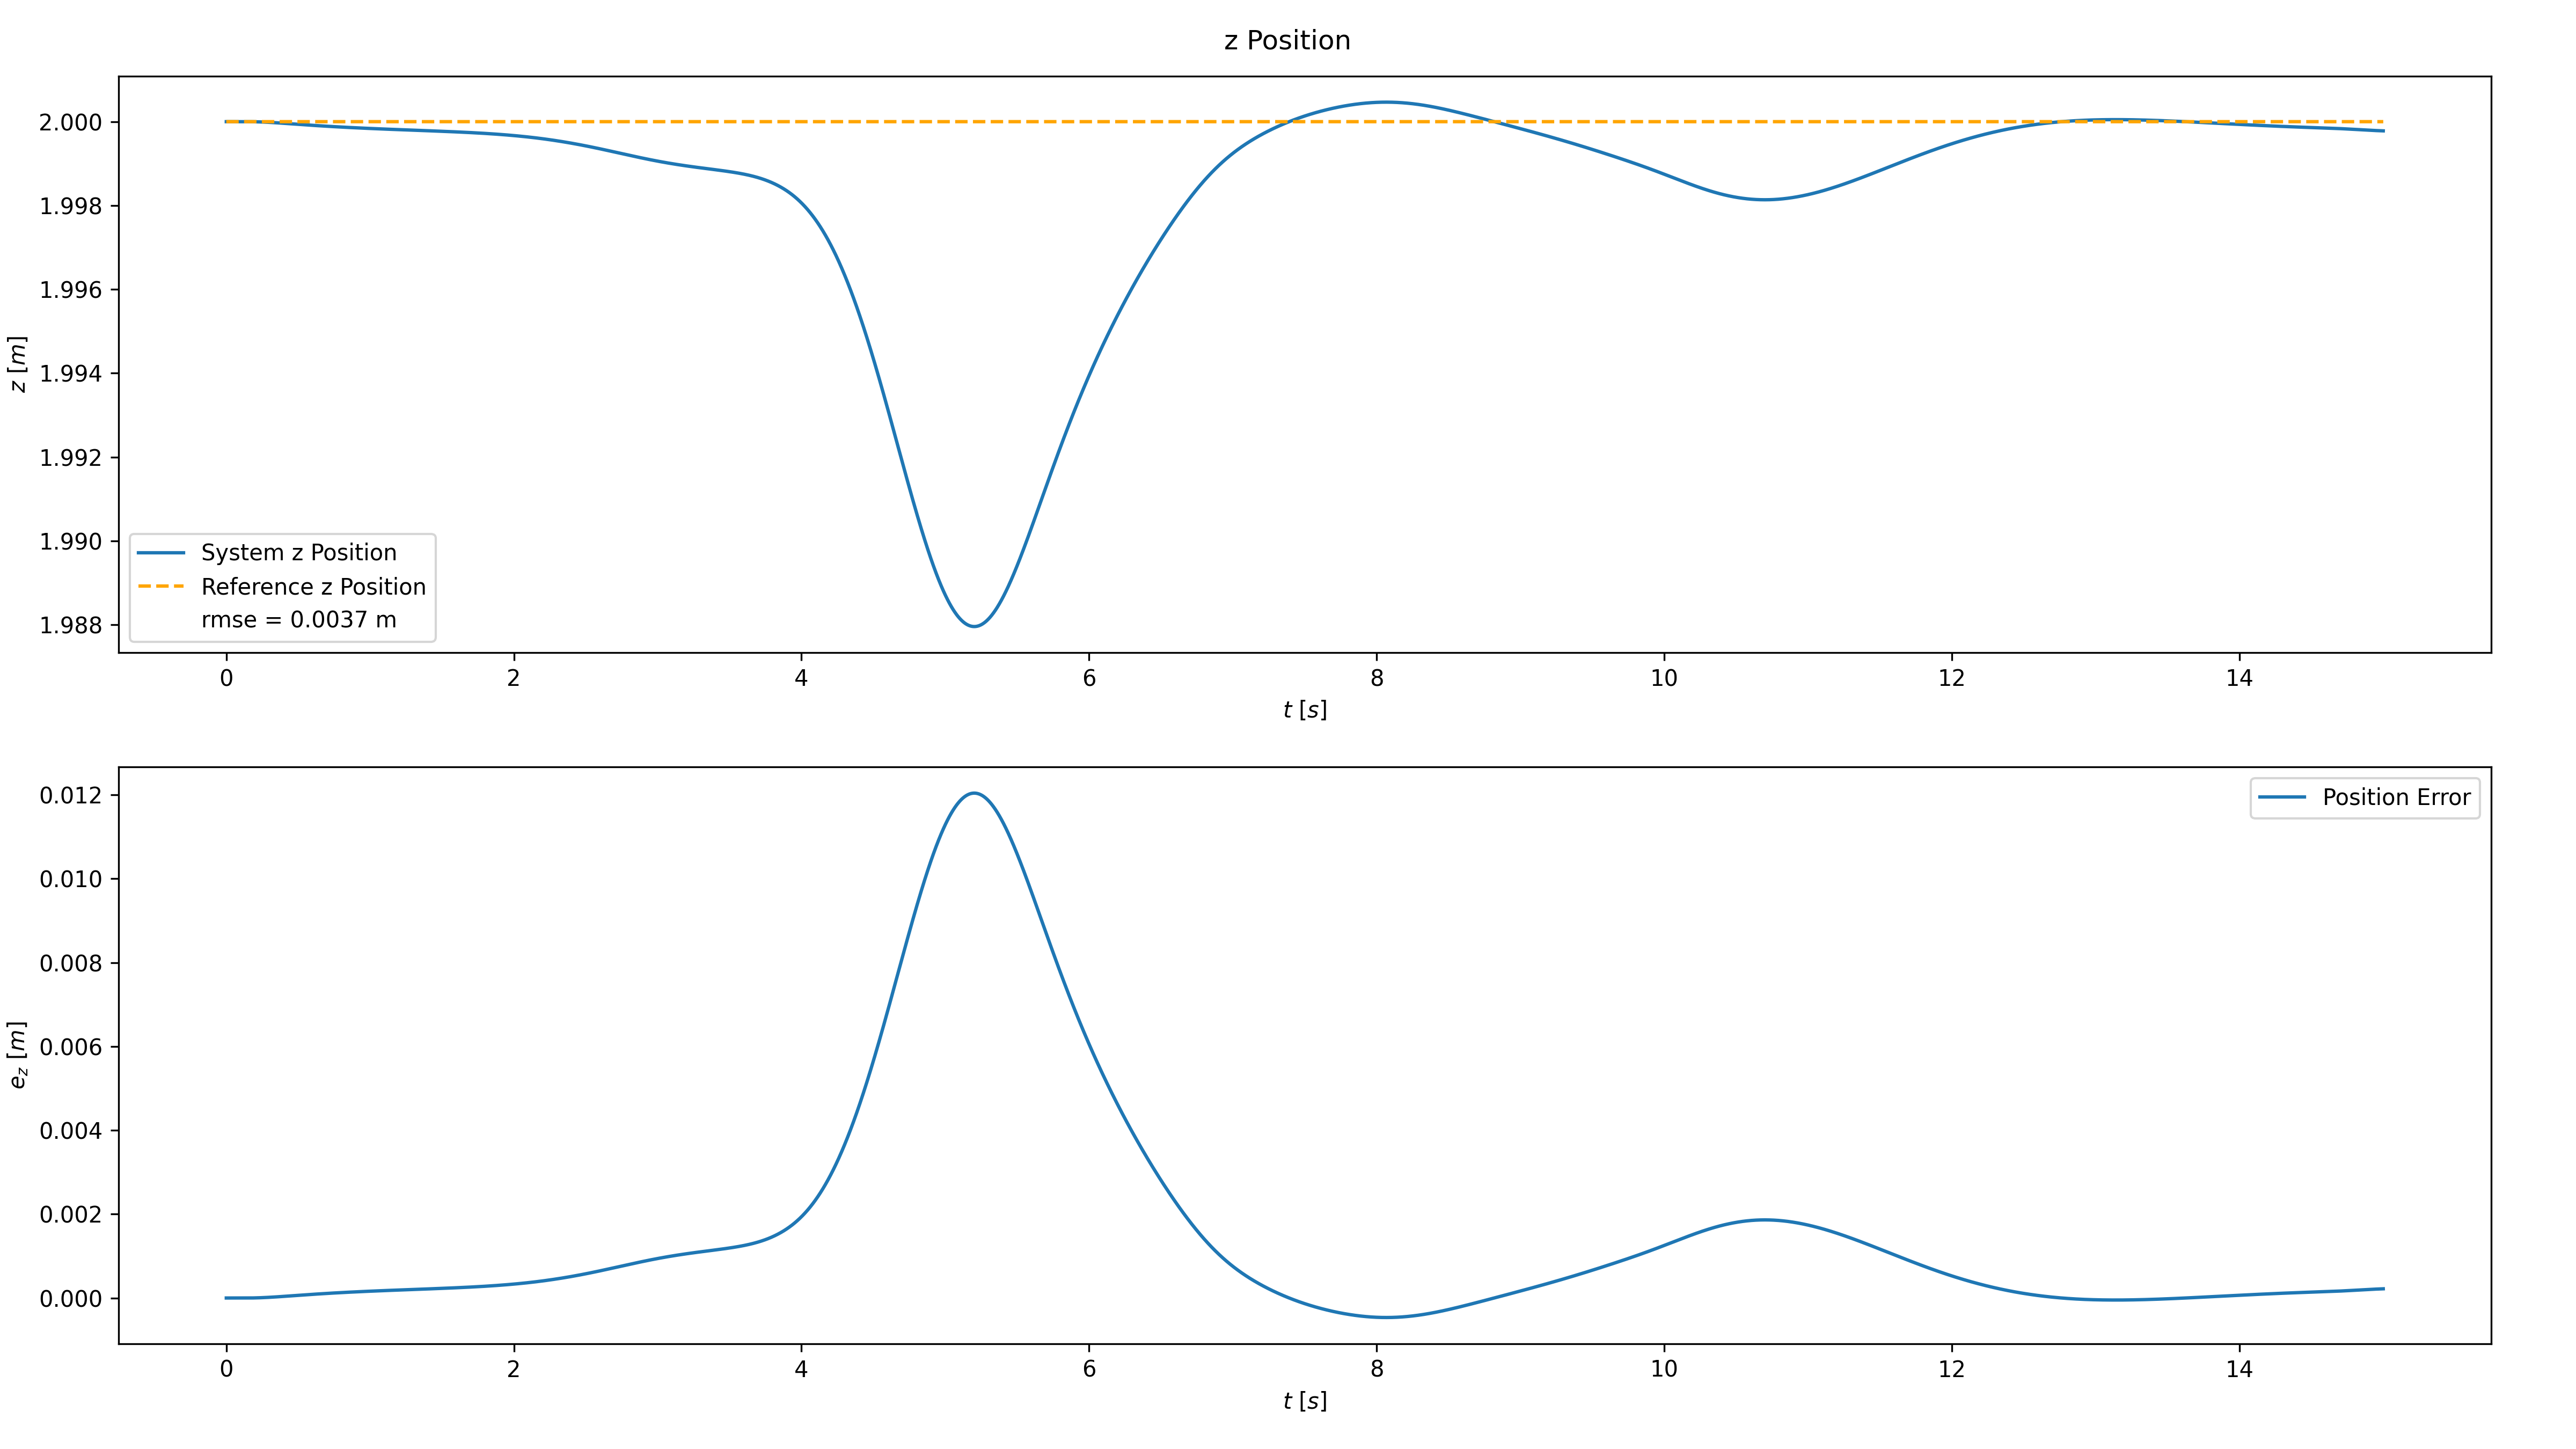 z Position
2.000
1.998
1.996
1.994
1.992
1.990
1.988
z [m]
System z Position
Reference z Position
rmse = 0.0037 m
0 2 4 6 8 10 12 14
t [s]
0.012
0.010
0.008
0.006
0.004
0.002
0.000
e_z [m]
Position Error
0 2 4 6 8 10 12 14
t [s]